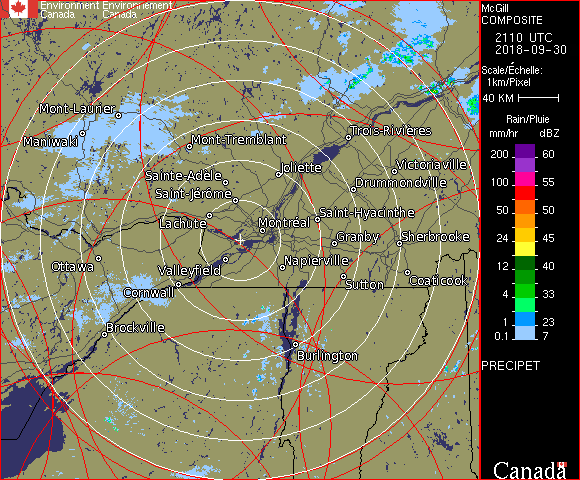 Environment Environnement
Canada Canada
McGill
COMPOSITE
2110 UTC
2018-09-30
Scale/Échelle:
1km/Pixel
40 KM
Rain/Pluie
mm/hr dBZ
200 60
100 55
50 50
24 45
12 40
4 33
1 23
0.1 7
PRECIPET
Canada
Mont-Laurier
Maniwaki
Mont-Tremblant
Trois-Rivières
Sainte-Adèle
Joliette
Victoriaville
Saint-Jérôme
Drummondville
Lachute
Montréal
Saint-Hyacinthe
Granby
Sherbrooke
Ottawa
Valleyfield
Napierville
Cornwall
Sutton
Coaticook
Brockville
Burlington